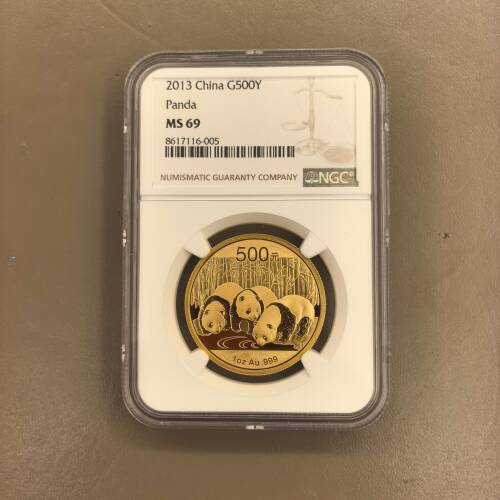 2013 China G500Y
Panda
MS 69
8617116-005
NUMISMATIC GUARANTY COMPANY
NGC
500元
1oz Au .999